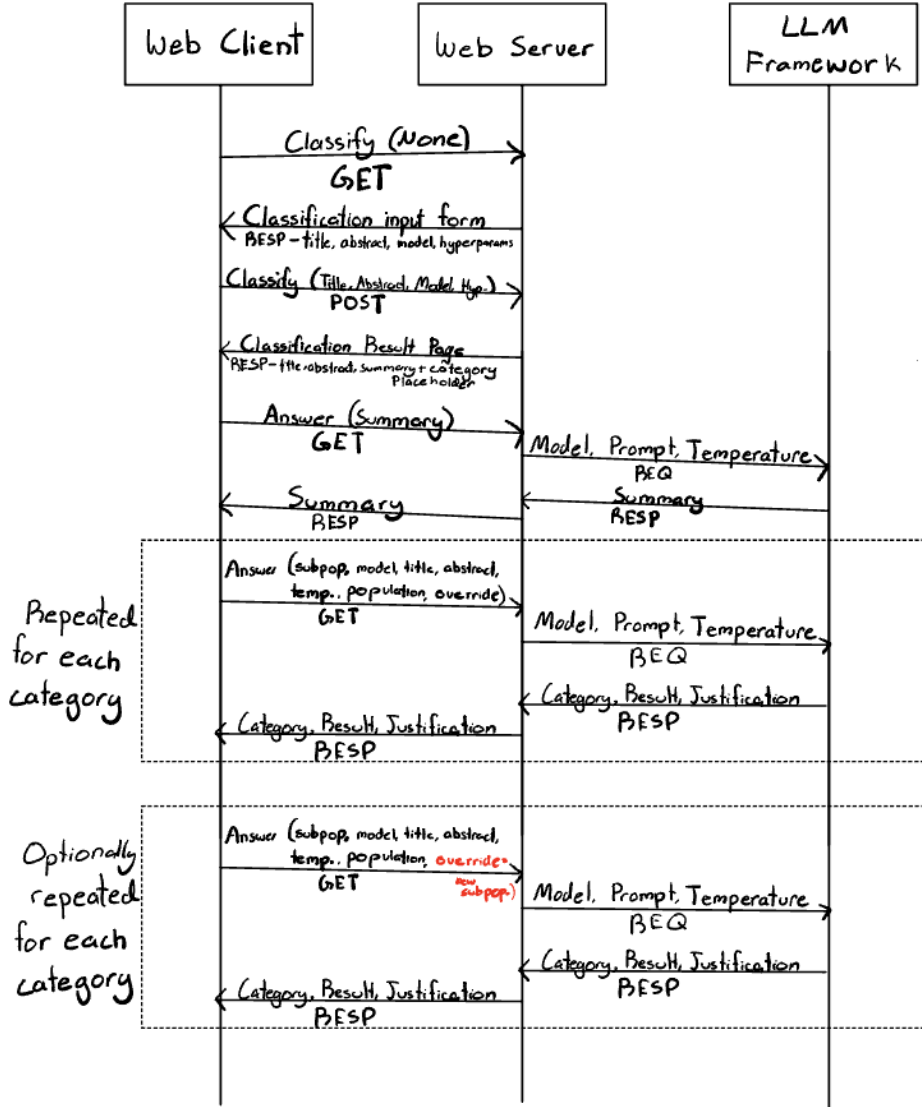 Web Client
Web Server
LLM
Framework
Classify (None)
GET
Classification input form
RESP - title, abstract, model, hyperparams
Classify (Title, Abstract, Model, Hyp.)
POST
Classification Result Page
RESP - title, abstract, summary + category
Placeholder
Answer (Summary)
GET
Model, Prompt, Temperature
REQ
Summary
RESP
Summary
RESP
Repeated
for each
category
Answer (subpop, model, title, abstract,
temp., population, override)
GET
Model, Prompt, Temperature
REQ
Category, Result, Justification
RESP
Category, Result, Justification
RESP
Optionally
repeated
for each
category
Answer (subpop, model, title, abstract,
temp., population, override=
new
subpop.)
GET
Model, Prompt, Temperature
REQ
Category, Result, Justification
RESP
Category, Result, Justification
RESP